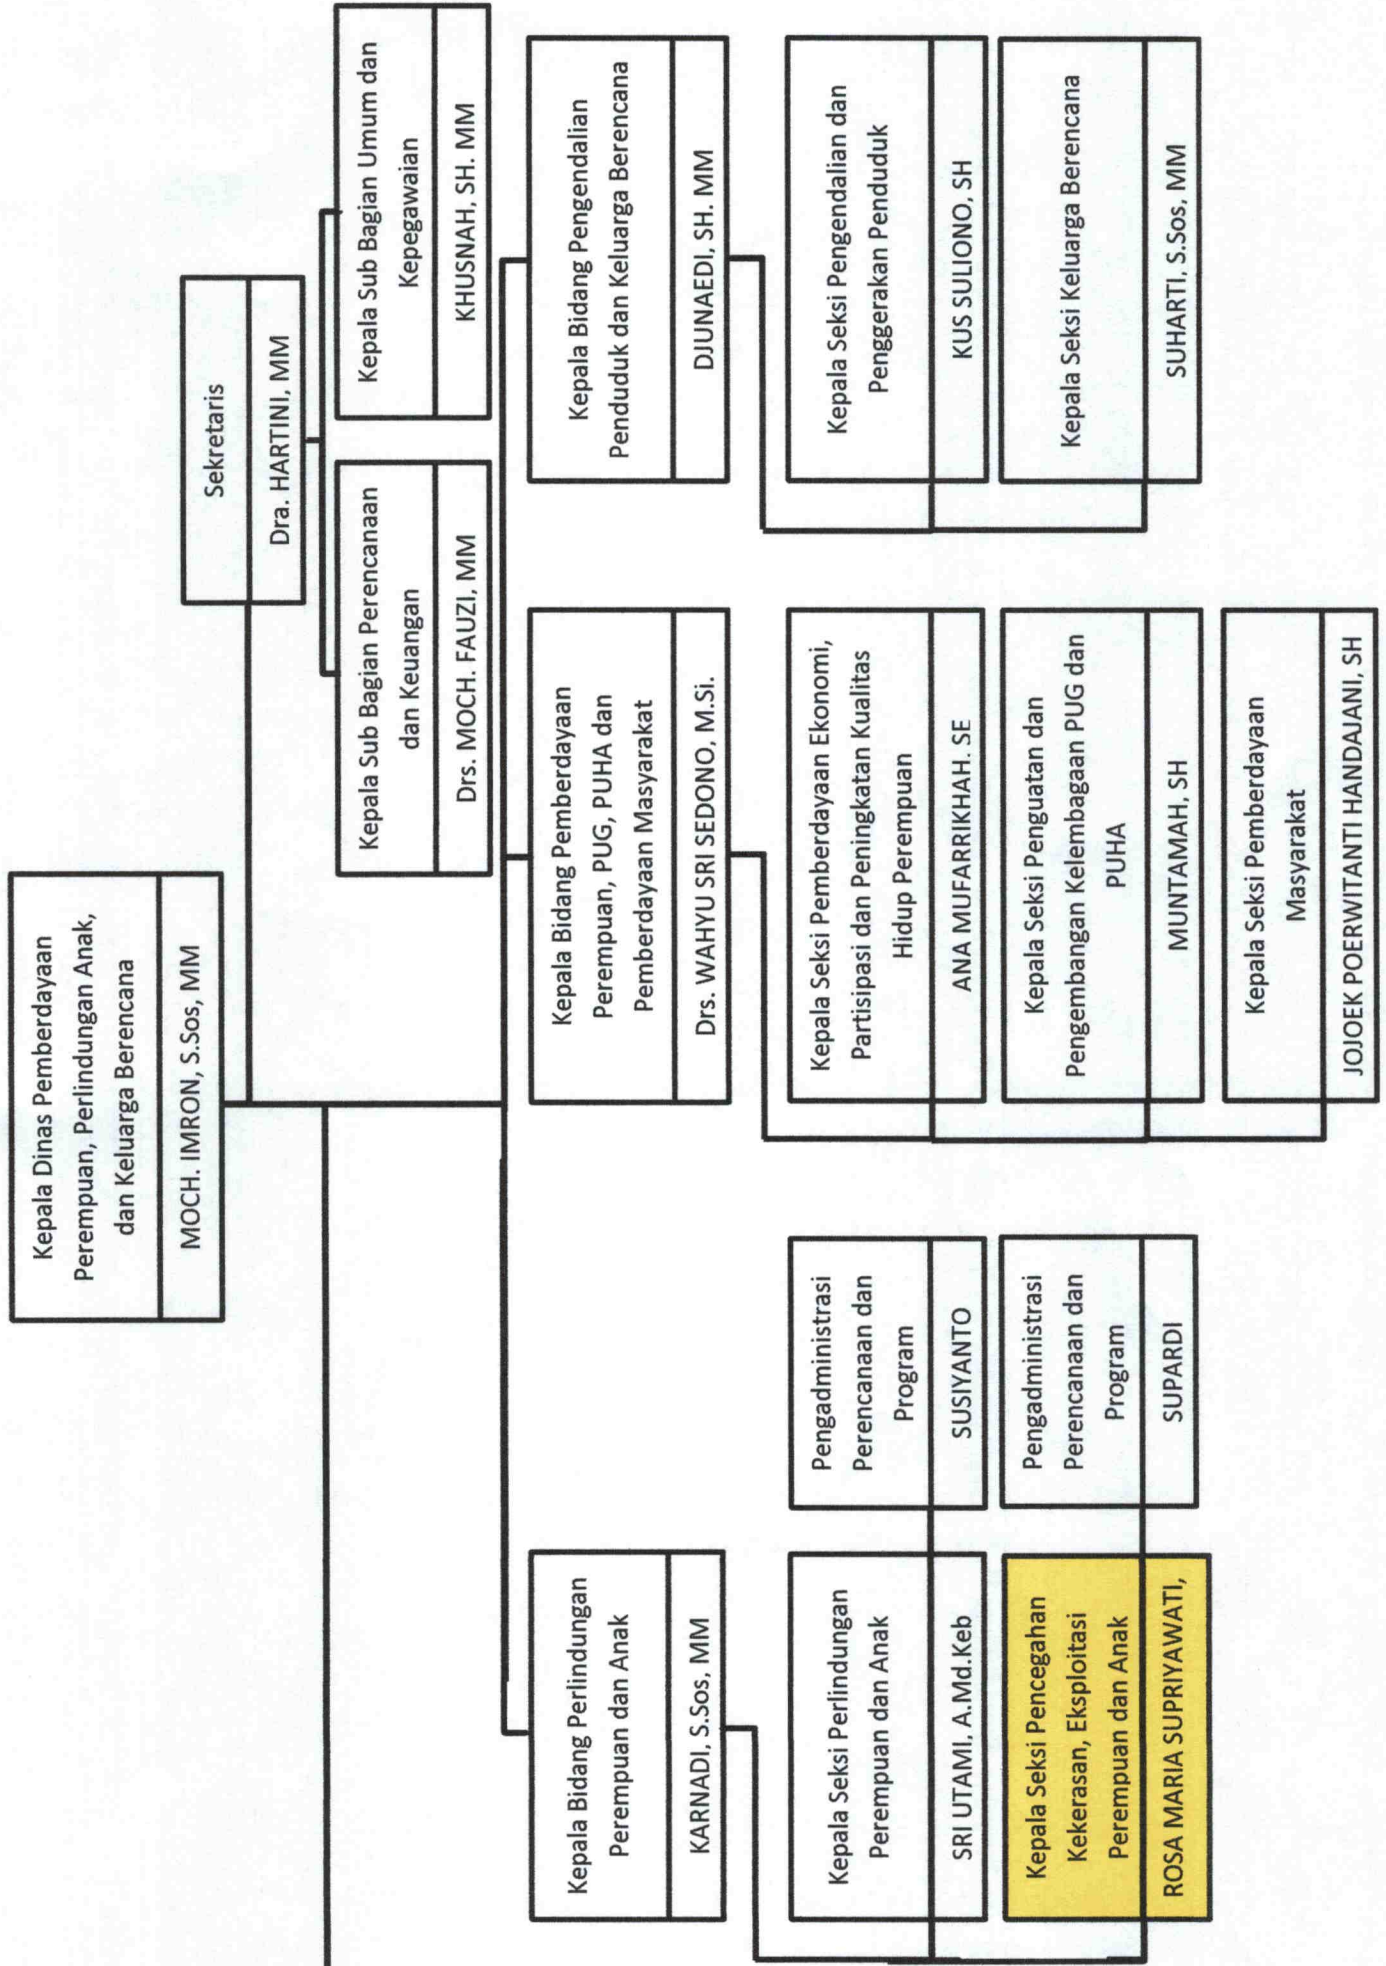 Kepala Dinas Pemberdayaan
Perempuan, Perlindungan Anak,
dan Keluarga Berencana
MOCH. IMRON, S.Sos, MM
Sekretaris
Dra. HARTINI, MM
Kepala Sub Bagian Perencanaan
dan Keuangan
Drs. MOCH. FAUZI, MM
Kepala Sub Bagian Umum dan
Kepegawaian
KHUSNAH, SH. MM
Kepala Bidang Perlindungan
Perempuan dan Anak
KARNADI, S.Sos, MM
Kepala Bidang Pemberdayaan
Perempuan, PUG, PUHA dan
Pemberdayaan Masyarakat
Drs. WAHYU SRI SEDONO, M.Si.
Kepala Bidang Pengendalian
Penduduk dan Keluarga Berencana
DJUNAEDI, SH. MM
Kepala Seksi Perlindungan
Perempuan dan Anak
SRI UTAMI, A.Md.Keb
Pengadministrasi
Perencanaan dan
Program
SUSIYANTO
Kepala Seksi Pemberdayaan Ekonomi,
Partisipasi dan Peningkatan Kualitas
Hidup Perempuan
ANA MUFARRIKHAH. SE
Kepala Seksi Pengendalian dan
Penggerakan Penduduk
KUS SULIONO, SH
Kepala Seksi Pencegahan
Kekerasan, Eksploitasi
Perempuan dan Anak
ROSA MARIA SUPRIYAWATI,
Pengadministrasi
Perencanaan dan
Program
SUPARDI
Kepala Seksi Penguatan dan
Pengembangan Kelembagaan PUG dan
PUHA
MUNTAMAH, SH
Kepala Seksi Keluarga Berencana
SUHARTI, S.Sos, MM
Kepala Seksi Pemberdayaan
Masyarakat
JOJOEK POERWITANTI HANDAJANI, SH